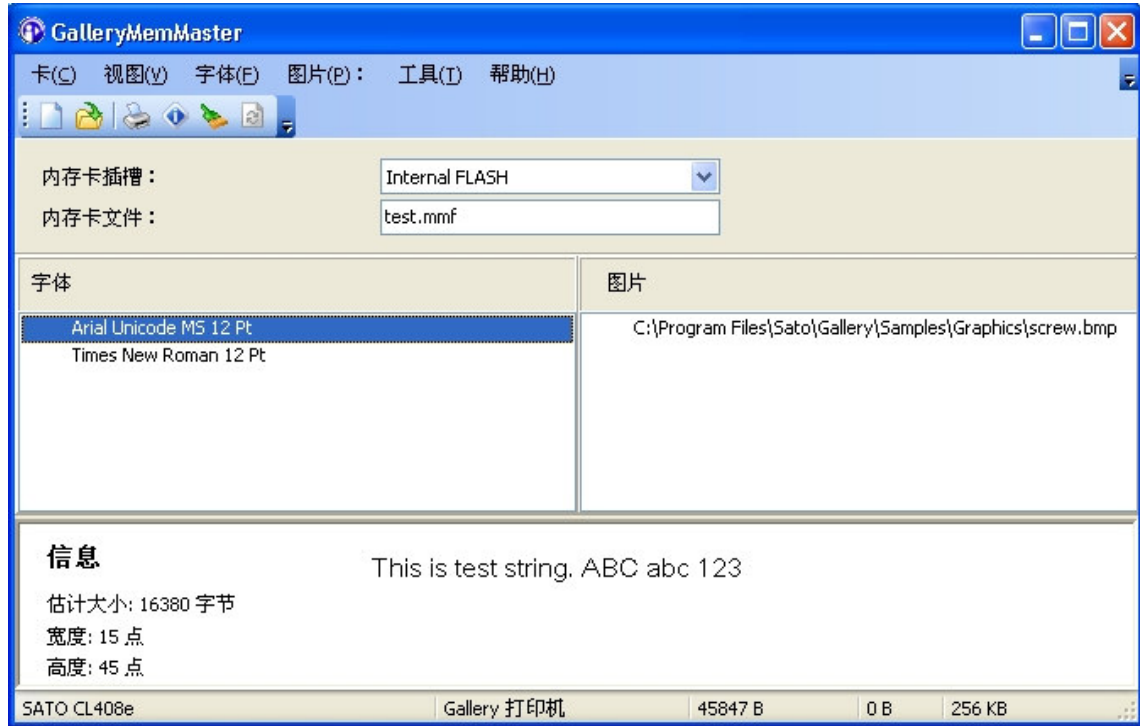 GalleryMemMaster
卡(C) 视图(V) 字体(F) 图片(P)： 工具(T) 帮助(H)
内存卡插槽： Internal FLASH
内存卡文件： test.mmf
字体 图片
Arial Unicode MS 12 Pt C:\Program Files\Sato\Gallery\Samples\Graphics\screw.bmp
Times New Roman 12 Pt
信息 This is test string. ABC abc 123
估计大小: 16380 字节
宽度: 15 点
高度: 45 点
SATO CL408e Gallery 打印机 45847 B 0 B 256 KB